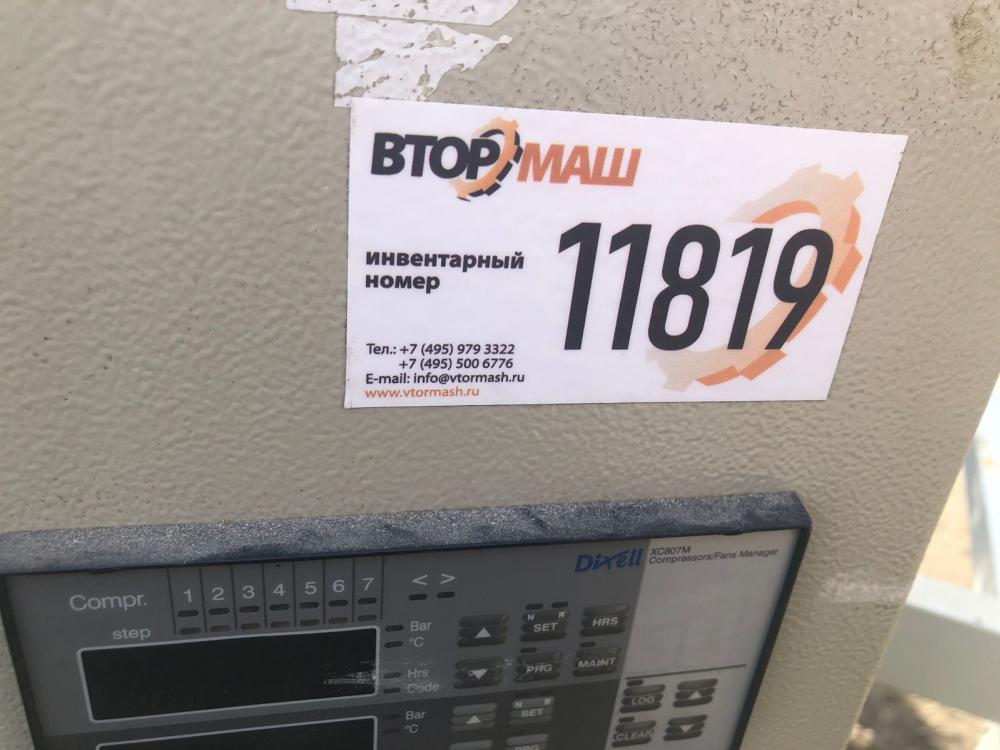 ВТОРМАШ
инвентарный
номер
11819
Тел.: +7 (495) 979 3322
+7 (495) 500 6776
E-mail: info@vtormash.ru
www.vtormash.ru
Dixell
XC807M
Compressors/Fans Manager
Compr.
1 2 3 4 5 6 7
< >
step
Bar
°C
Hrs
Code
N R
SET
HRS
PRG
MAINT
Bar
°C
N R
SET
LOG
CLEAR
PRG